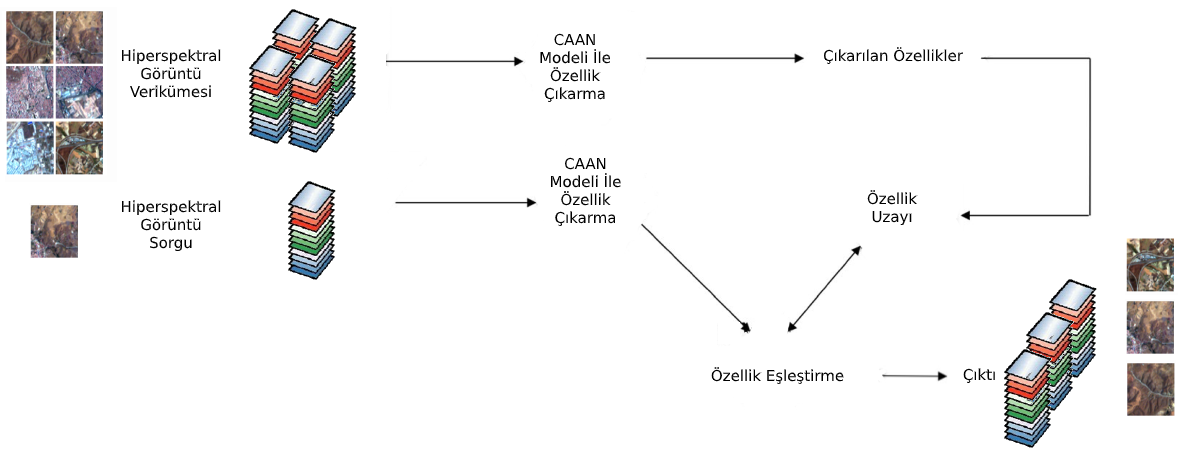 Hiperspektral
Görüntü
Verikümesi
CAAN
Modeli İle
Özellik
Çıkarma
Çıkarılan Özellikler
Hiperspektral
Görüntü
Sorgu
CAAN
Modeli İle
Özellik
Çıkarma
Özellik
Uzayı
Özellik Eşleştirme
Çıktı